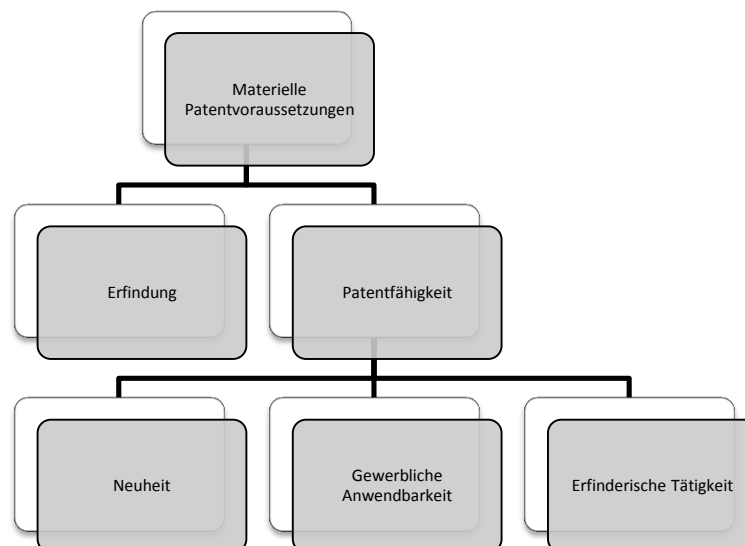 Materielle
Patentvoraussetzungen
Erfindung
Patentfähigkeit
Neuheit
Gewerbliche
Anwendbarkeit
Erfinderische Tätigkeit